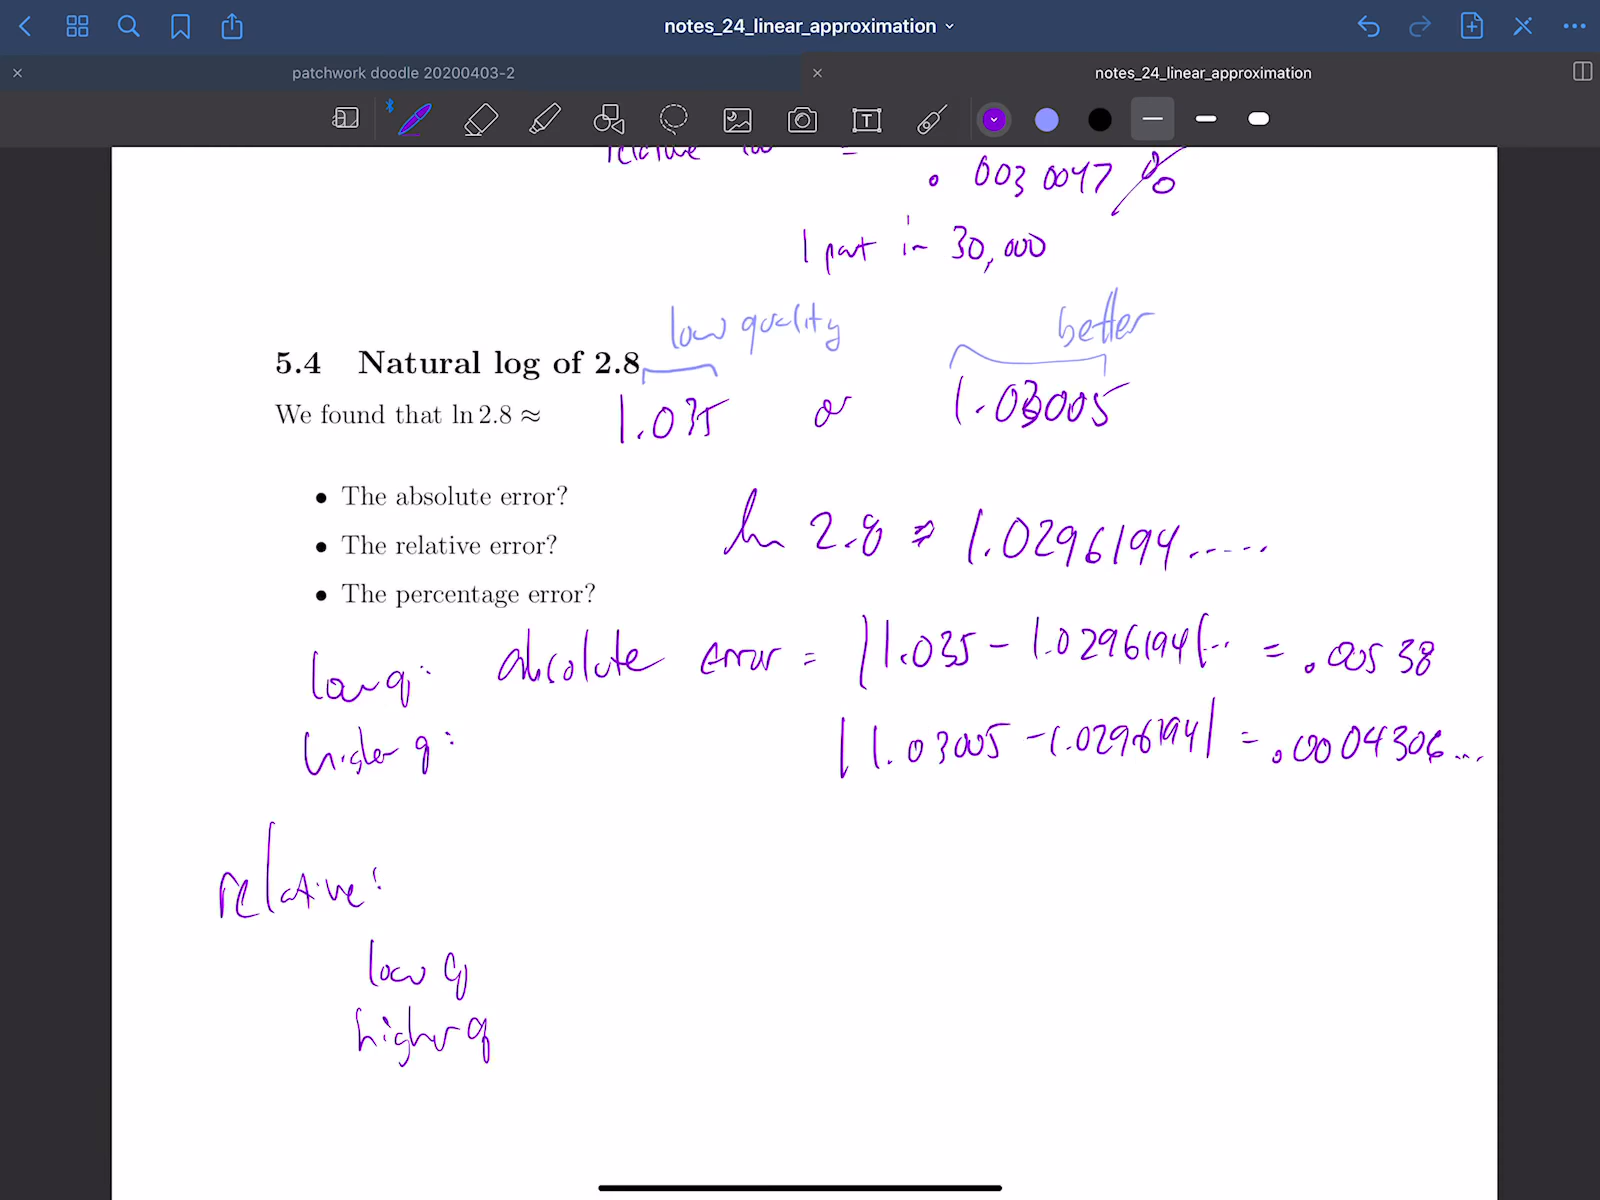 notes_24_linear_approximation
patchwork doodle 20200403-2
notes_24_linear_approximation
T
relative =
.0030047 %
1 part in 30,000
low quality
better
5.4 Natural log of 2.8
We found that ln 2.8 ≈ 1.035 or 1.03005
• The absolute error?
• The relative error?
• The percentage error?
ln 2.8 = 1.0296194.....
low q: absolute error = |1.035 - 1.0296194|.. = .00538
higher q: |1.03005 - 1.0296194| = .0004306...
relative:
low q
higher q